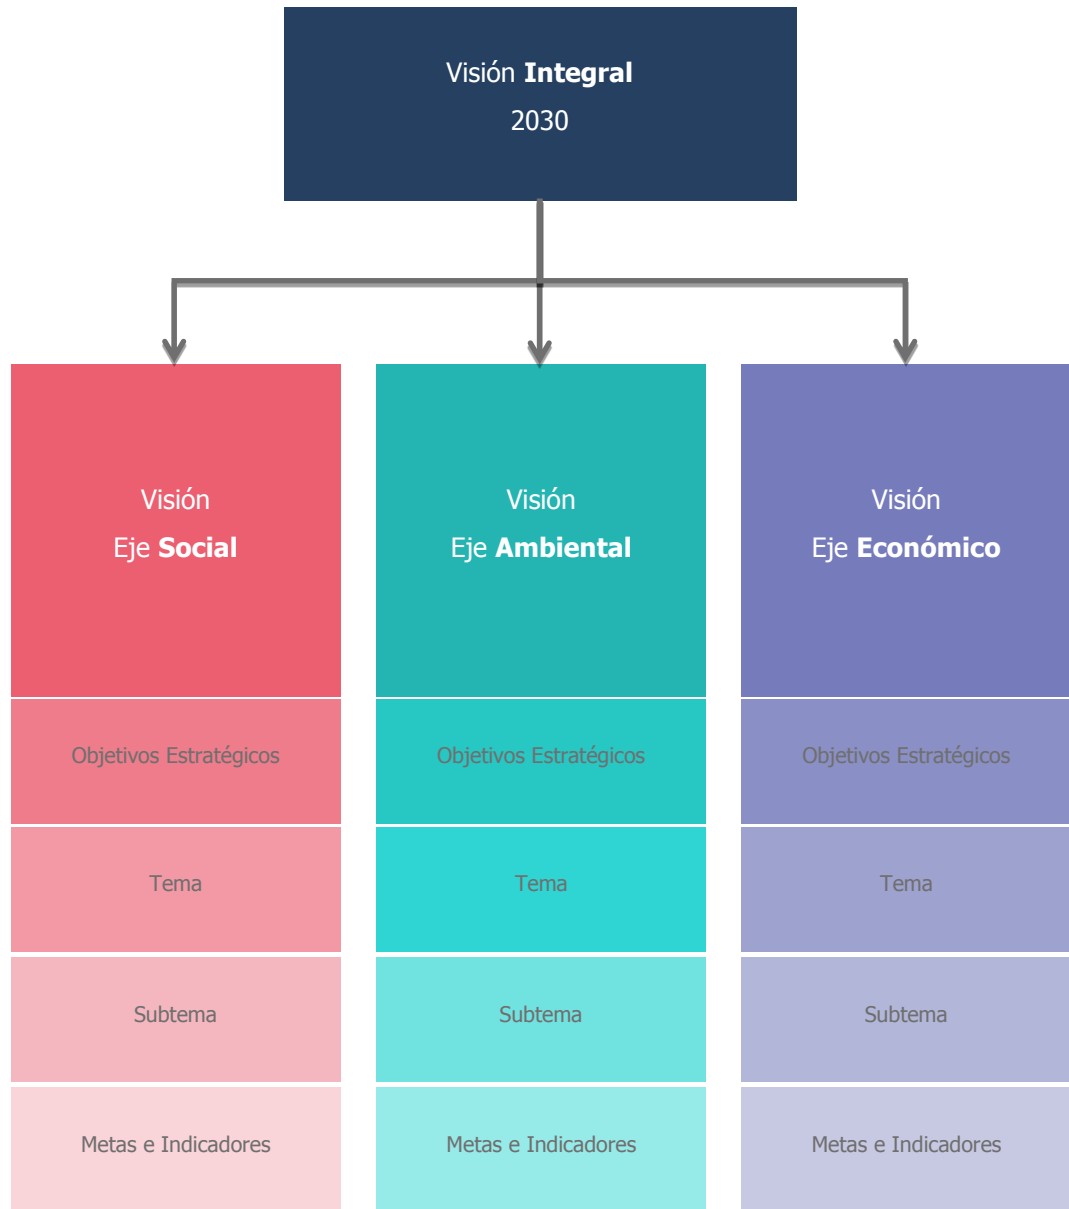 Visión Integral
2030
Visión
Eje Social
Visión
Eje Ambiental
Visión
Eje Económico
Objetivos Estratégicos
Objetivos Estratégicos
Objetivos Estratégicos
Tema
Tema
Tema
Subtema
Subtema
Subtema
Metas e Indicadores
Metas e Indicadores
Metas e Indicadores